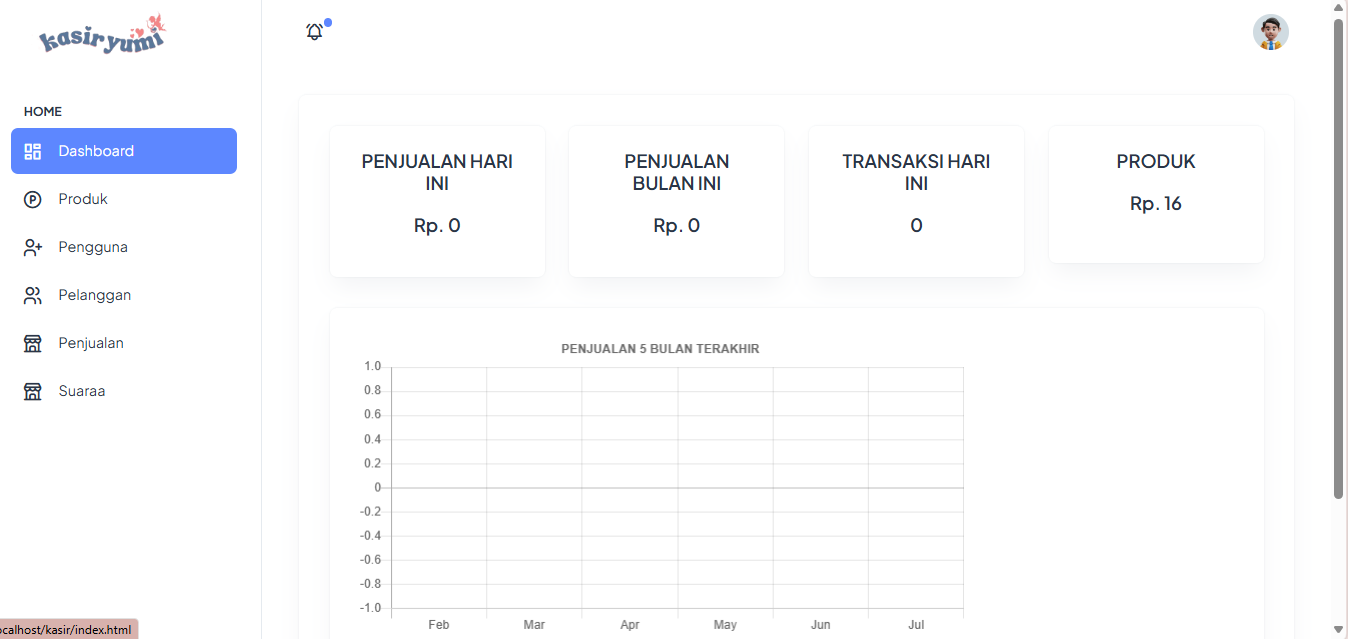 kasiryumi
HOME
Dashboard
Produk
Pengguna
Pelanggan
Penjualan
Suaraa
PENJUALAN HARI
INI
Rp. 0
PENJUALAN
BULAN INI
Rp. 0
TRANSAKSI HARI
INI
0
PRODUK
Rp. 16
PENJUALAN 5 BULAN TERAKHIR
1.0
0.8
0.6
0.4
0.2
0
-0.2
-0.4
-0.6
-0.8
-1.0
Feb Mar Apr May Jun Jul
ocalhost/kasir/index.html